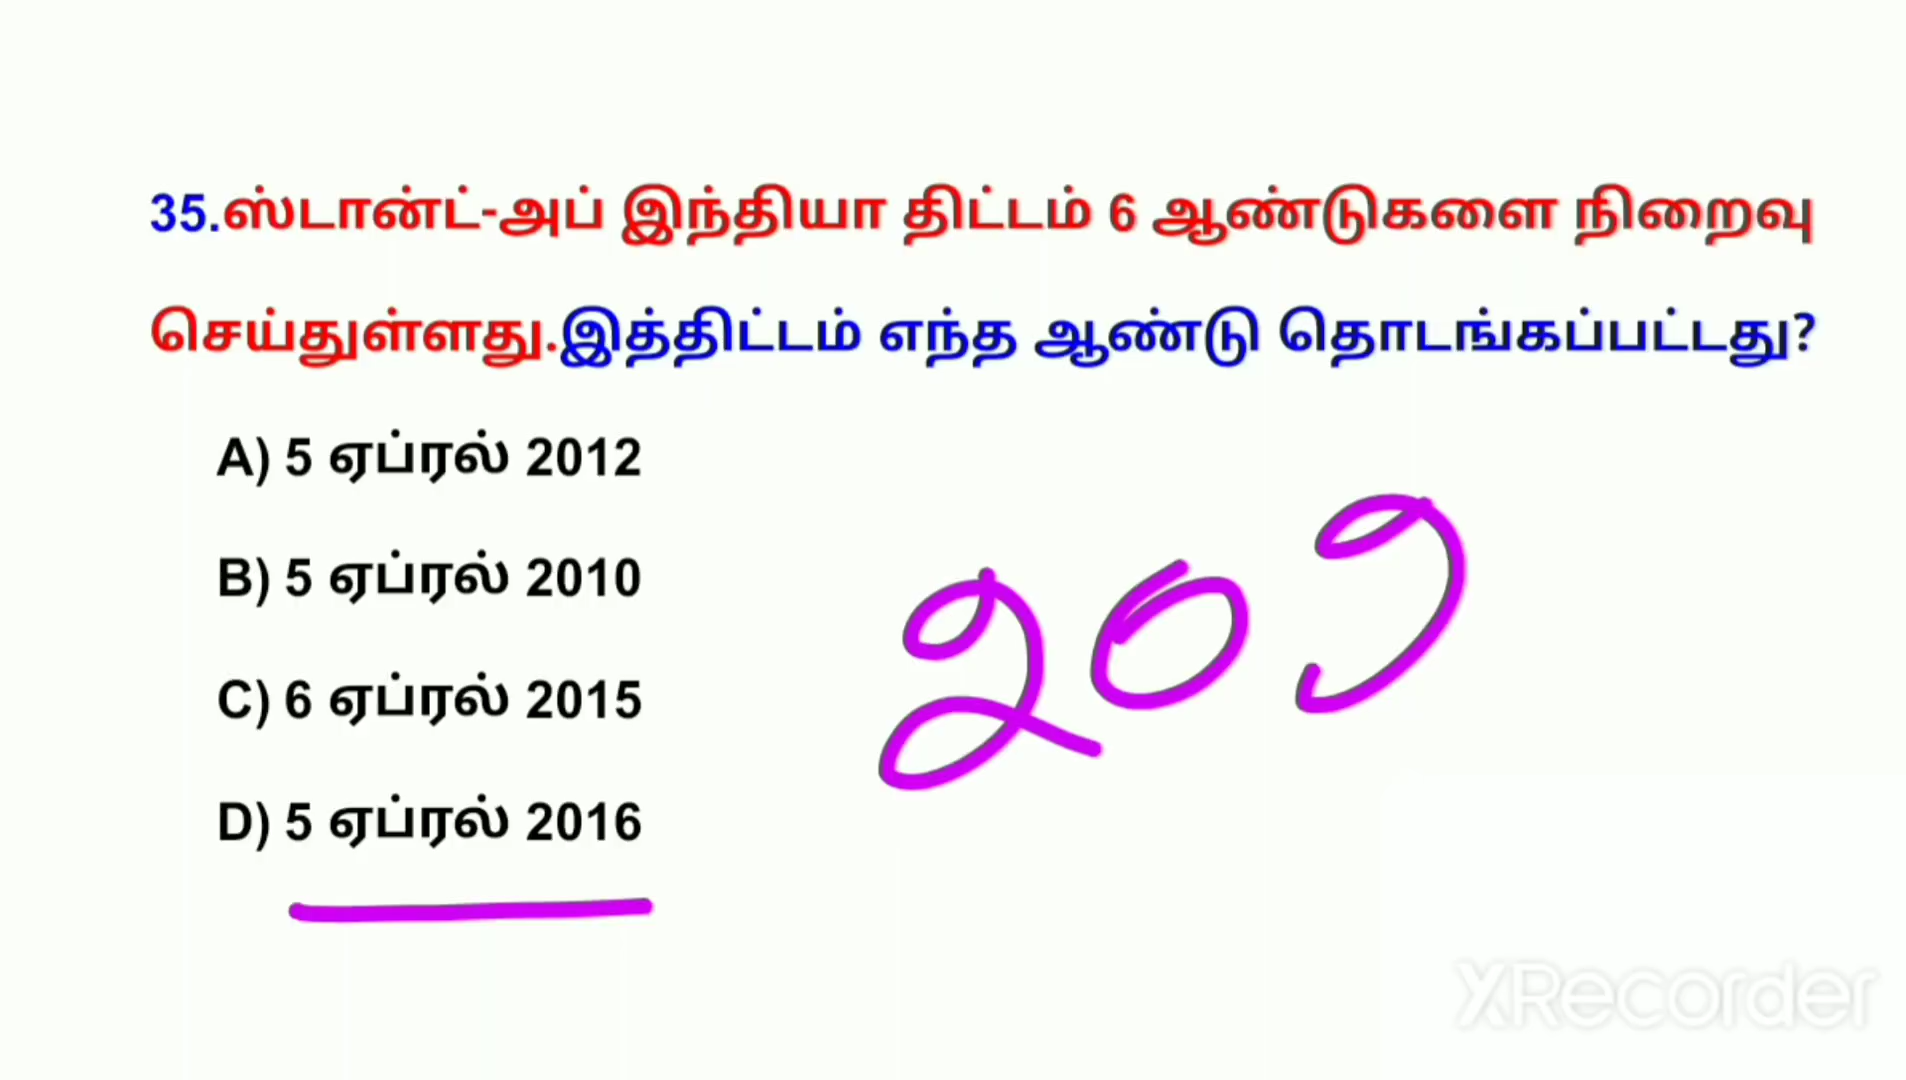 35.ஸ்டான்ட்-அப் இந்தியா திட்டம் 6 ஆண்டுகளை நிறைவு
செய்துள்ளது.இத்திட்டம் எந்த ஆண்டு தொடங்கப்பட்டது?
A) 5 ஏப்ரல் 2012
B) 5 ஏப்ரல் 2010
C) 6 ஏப்ரல் 2015
D) 5 ஏப்ரல் 2016
XRecorder